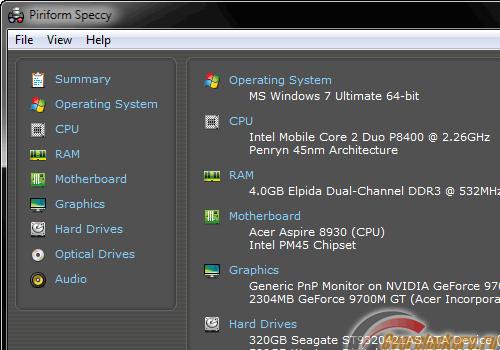 Piriform Speccy
File View Help
Summary
Operating System
CPU
RAM
Motherboard
Graphics
Hard Drives
Optical Drives
Audio
Operating System
MS Windows 7 Ultimate 64-bit
CPU
Intel Mobile Core 2 Duo P8400 @ 2.26GHz
Penryn 45nm Architecture
RAM
4.0GB Elpida Dual-Channel DDR3 @ 532MHz
Motherboard
Acer Aspire 8930 (CPU)
Intel PM45 Chipset
Graphics
Generic PnP Monitor on NVIDIA GeForce 970
2304MB GeForce 9700M GT (Acer Incorpora
Hard Drives
320GB Seagate ST9320421AS ATA Device (